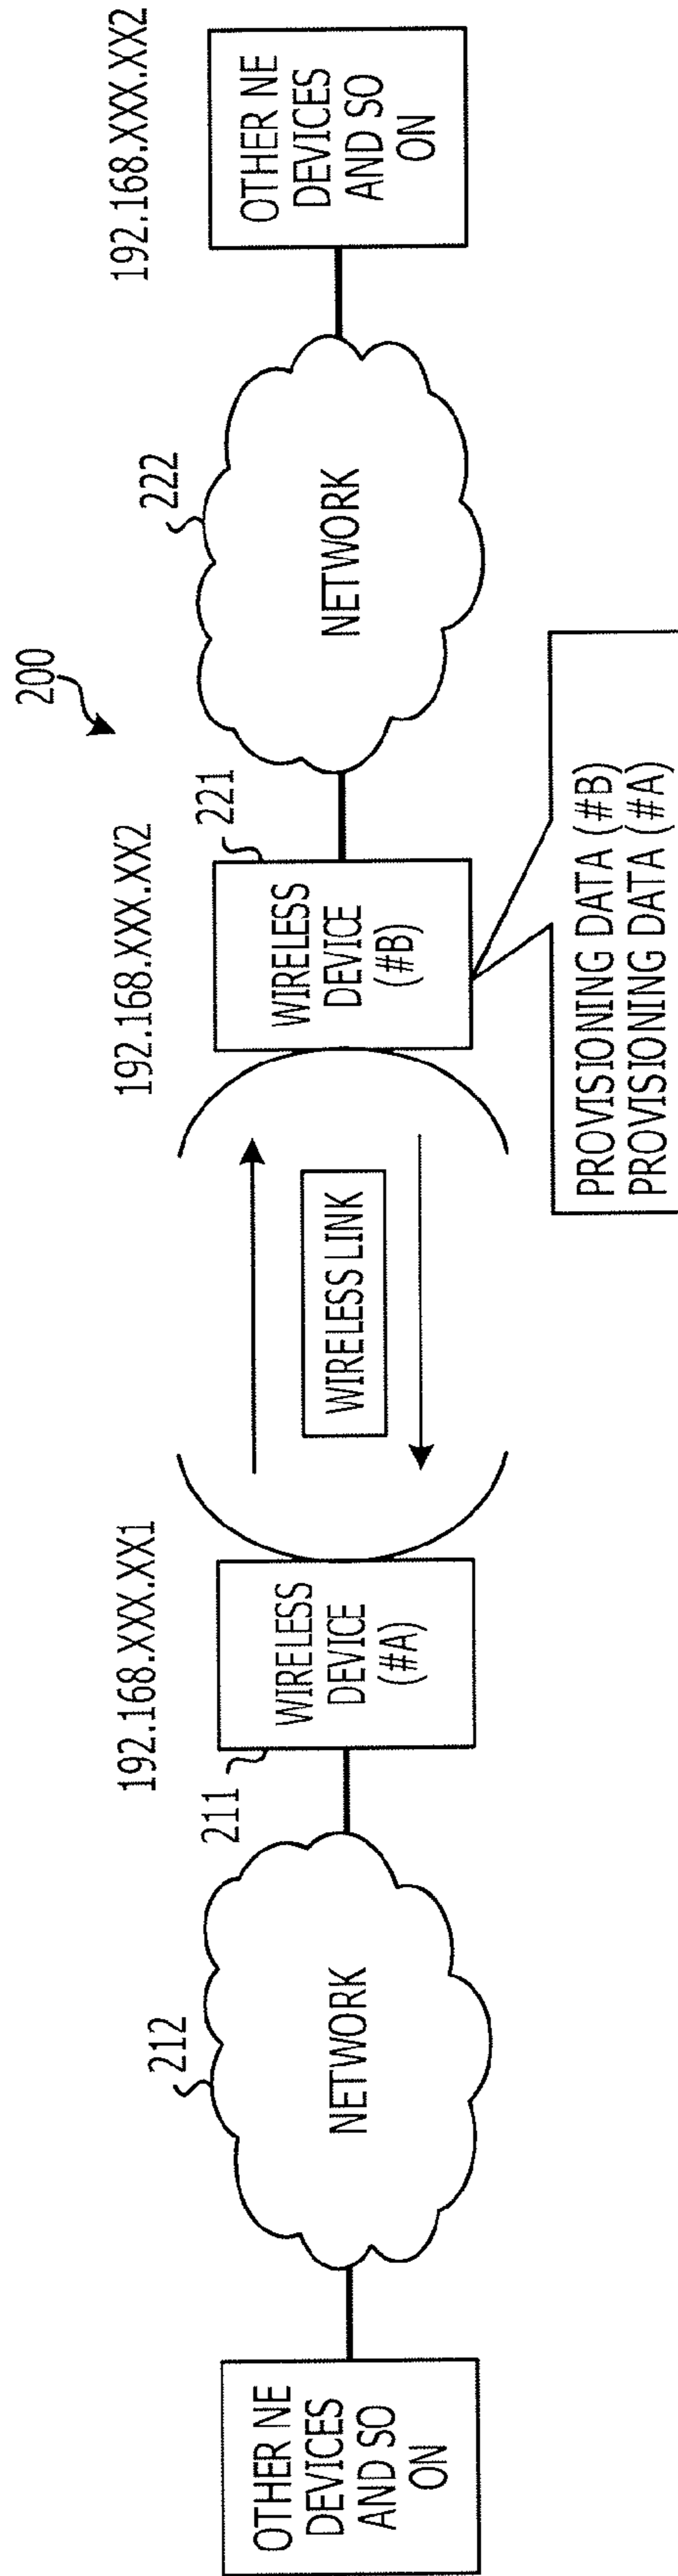 200
192.168.XXX.XX1
192.168.XXX.XX2
192.168.XXX.XX2
212
211
221
222
OTHER NE
DEVICES
AND SO
ON
NETWORK
WIRELESS
DEVICE
(#A)
WIRELESS LINK
WIRELESS
DEVICE
(#B)
NETWORK
OTHER NE
DEVICES
AND SO
ON
PROVISIONING DATA (#B)
PROVISIONING DATA (#A)